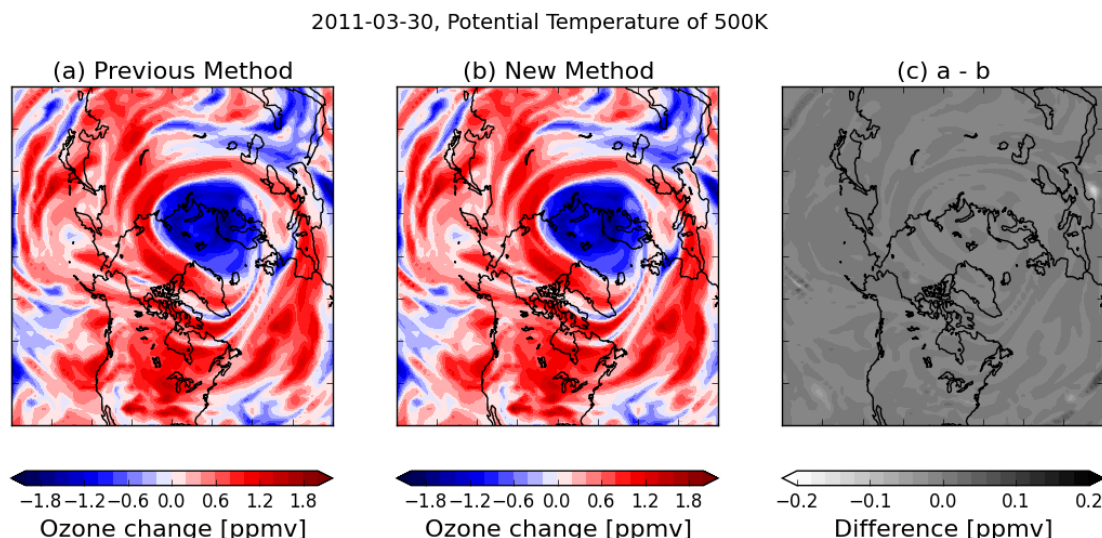 2011-03-30, Potential Temperature of 500K
(a) Previous Method
(b) New Method
(c) a - b
−1.8 −1.2 −0.6 0.0 0.6 1.2 1.8
Ozone change [ppmv]
−1.8 −1.2 −0.6 0.0 0.6 1.2 1.8
Ozone change [ppmv]
−0.2 −0.1 0.0 0.1 0.2
Difference [ppmv]